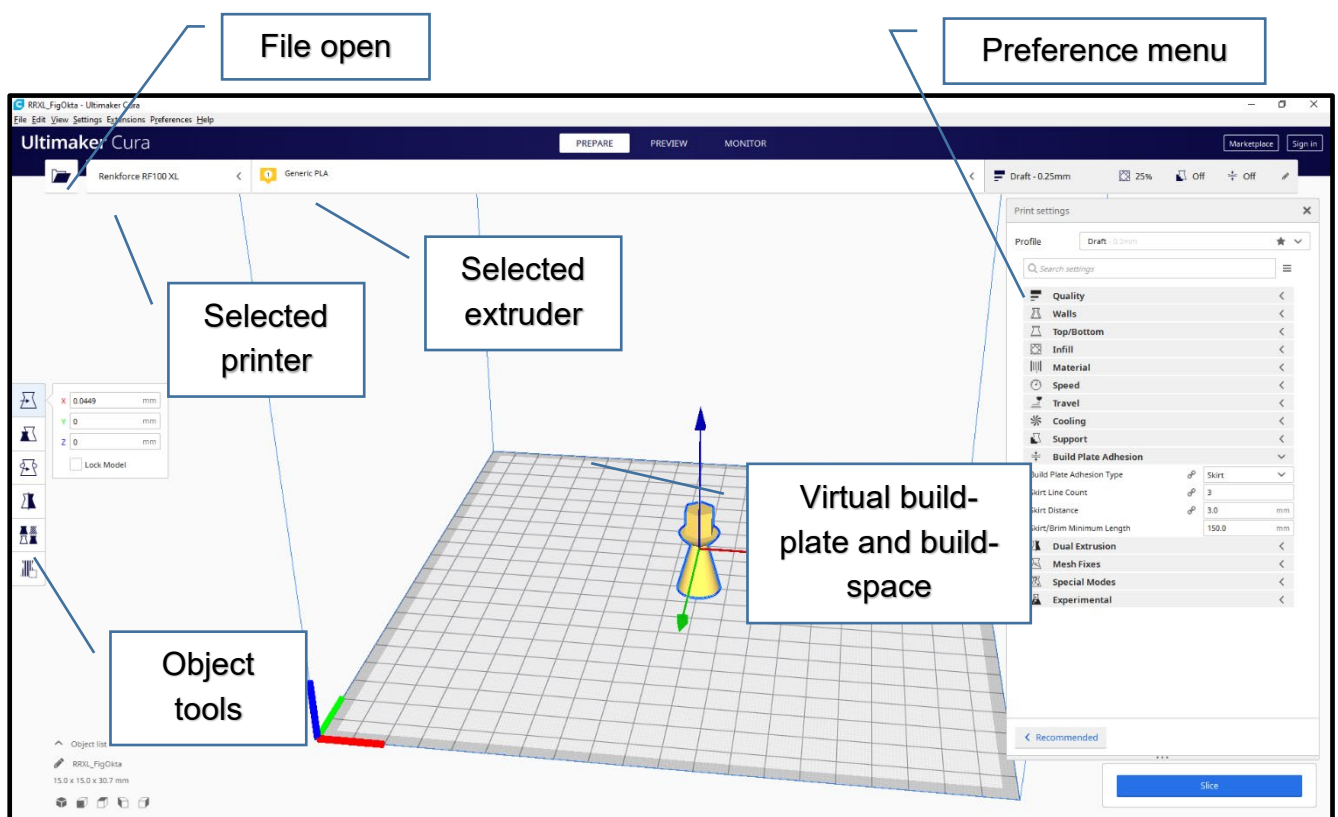 File open
Preference menu
RRXL_FigOkta - Ultimaker Cura
File Edit View Settings Extensions Preferences Help
Ultimaker Cura
PREPARE PREVIEW MONITOR
Marketplace Sign in
Renkforce RF100 XL
1 Generic PLA
Draft - 0.25mm 25% Off Off
Print settings
Profile Draft - 0.2mm
Search settings
Quality
Walls
Top/Bottom
Infill
Material
Speed
Travel
Cooling
Support
Build Plate Adhesion
Build Plate Adhesion Type Skirt
Skirt Line Count 3
Skirt Distance 3.0 mm
Skirt/Brim Minimum Length 150.0 mm
Dual Extrusion
Mesh Fixes
Special Modes
Experimental
Recommended
Slice
Selected
extruder
Selected
printer
X 0.0449 mm
Y 0 mm
Z 0 mm
Lock Model
Virtual build-
plate and build-
space
Object
tools
Object list
RRXL_FigOkta
15.0 x 15.0 x 30.7 mm